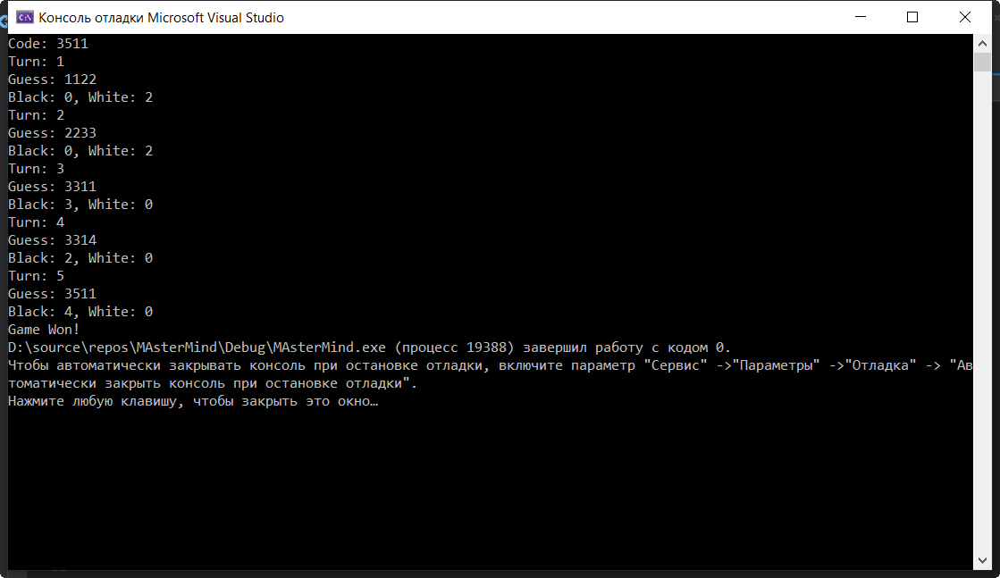 Консоль отладки Microsoft Visual Studio
Code: 3511
Turn: 1
Guess: 1122
Black: 0, White: 2
Turn: 2
Guess: 2233
Black: 0, White: 2
Turn: 3
Guess: 3311
Black: 3, White: 0
Turn: 4
Guess: 3314
Black: 2, White: 0
Turn: 5
Guess: 3511
Black: 4, White: 0
Game Won!
D:\source\repos\MAsterMind\Debug\MAsterMind.exe (процесс 19388) завершил работу с кодом 0.
Чтобы автоматически закрывать консоль при остановке отладки, включите параметр "Сервис" ->"Параметры" ->"Отладка" -> "Ав
томатически закрыть консоль при остановке отладки".
Нажмите любую клавишу, чтобы закрыть это окно…